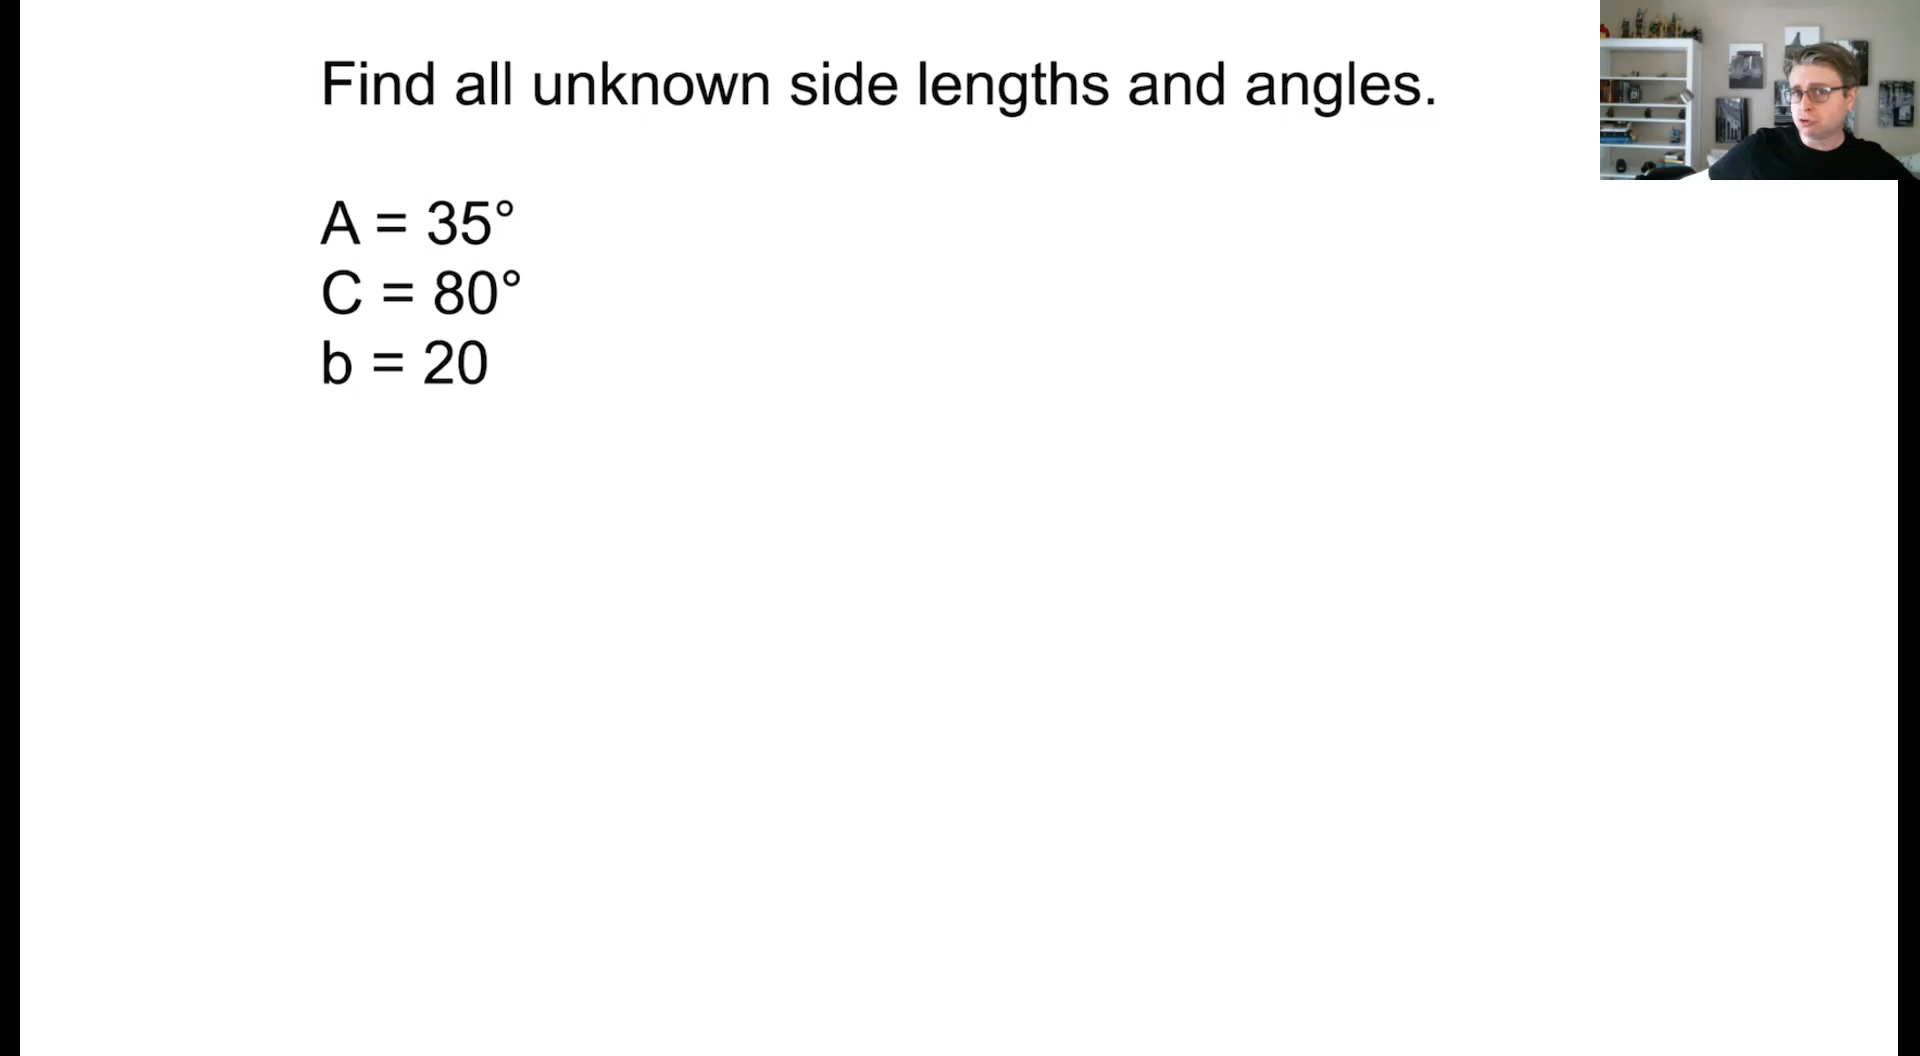 Find all unknown side lengths and angles.
A = 35°
C = 80°
b = 20